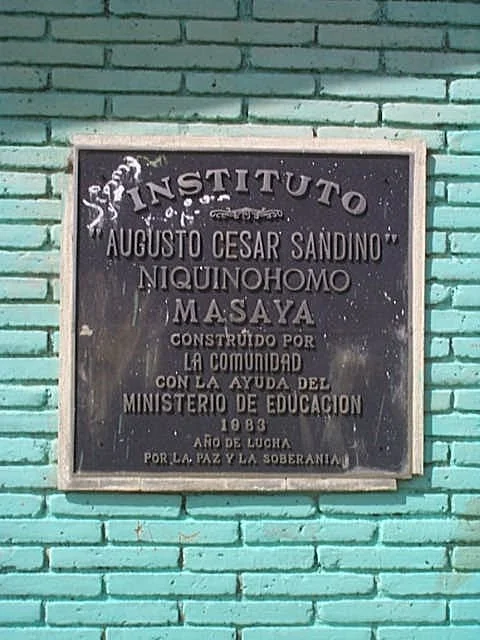 INSTITUTO
"AUGUSTO CESAR SANDINO"
NIQUINOHOMO
MASAYA
CONSTRUIDO POR
LA COMUNIDAD
CON LA AYUDA DEL
MINISTERIO DE EDUCACION
1983
AÑO DE LUCHA
POR LA PAZ Y LA SOBERANIA